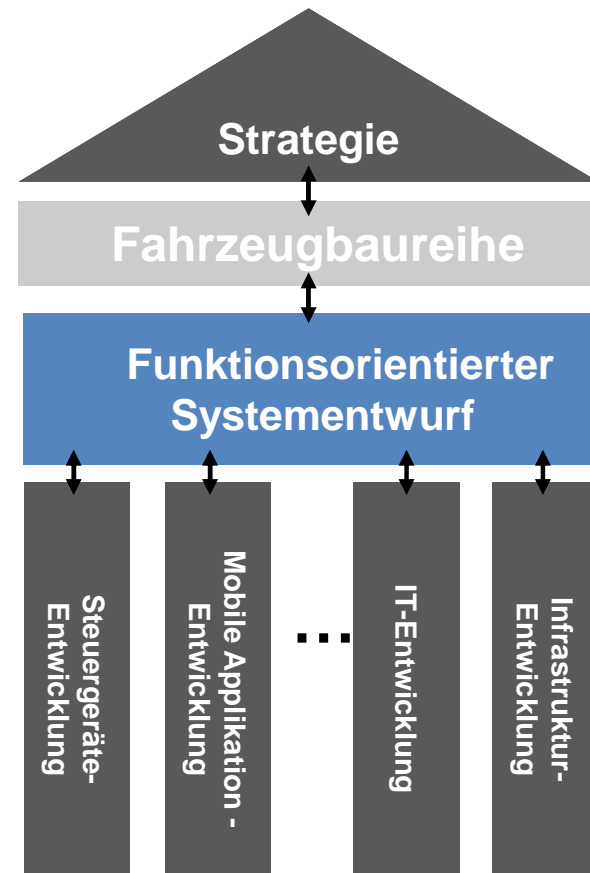 Strategie
Fahrzeugbaureihe
Funktionsorientierter
Systementwurf
Steuergeräte-
Entwicklung
Mobile Applikation -
Entwicklung
...
IT-Entwicklung
Infrastruktur-
Entwicklung